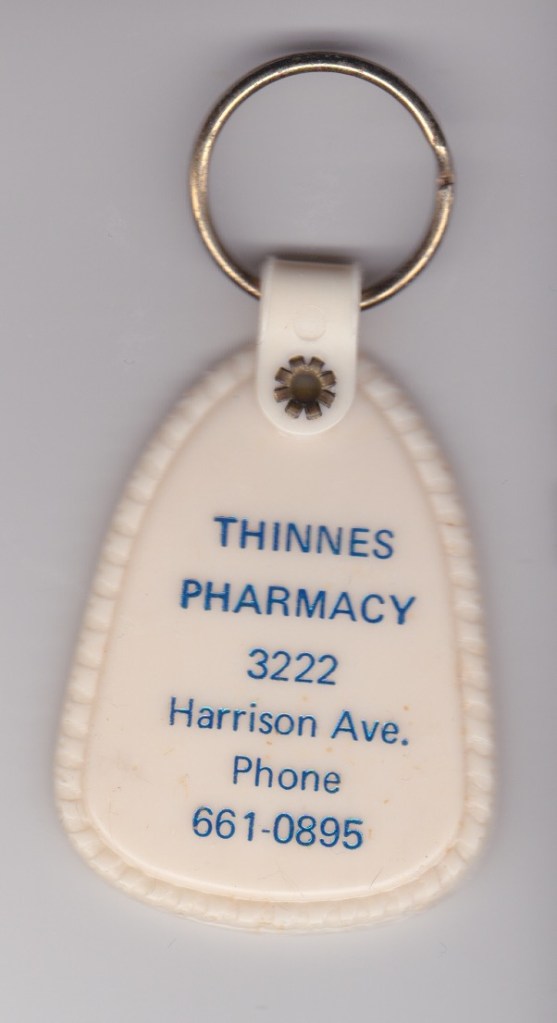 THINNES
PHARMACY
3222
Harrison Ave.
Phone
661-0895